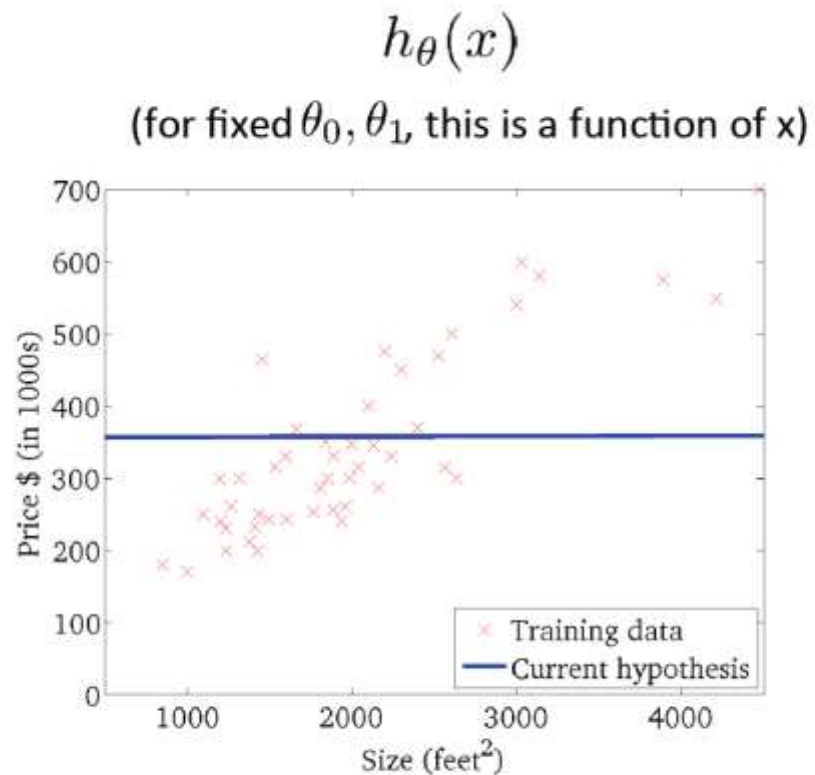 hθ(x)
(for fixed θ0, θ1, this is a function of x)
700
600
500
400
300
200
100
0
Price $ (in 1000s)
Training data
Current hypothesis
1000 2000 3000 4000
Size (feet²)